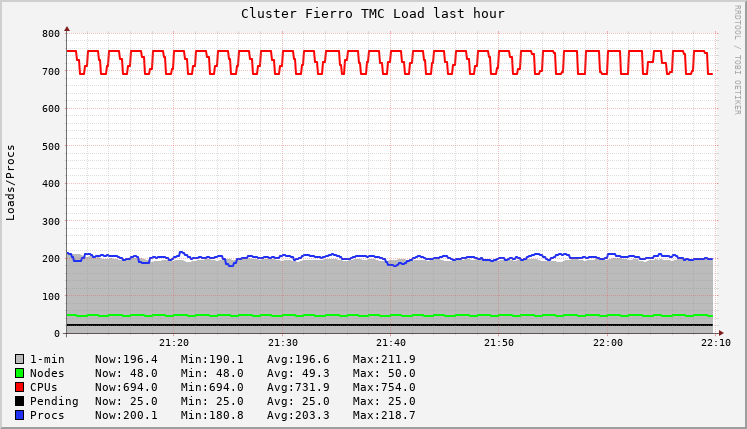 Cluster Fierro TMC Load last hour
RRDTOOL / TOBI OETIKER
Loads/Procs
800
700
600
500
400
300
200
100
0
21:20 21:30 21:40 21:50 22:00 22:10
1-min Now:196.4 Min:190.1 Avg:196.6 Max:211.9
Nodes Now: 48.0 Min: 48.0 Avg: 49.3 Max: 50.0
CPUs Now:694.0 Min:694.0 Avg:731.9 Max:754.0
Pending Now: 25.0 Min: 25.0 Avg: 25.0 Max: 25.0
Procs Now:200.1 Min:180.8 Avg:203.3 Max:218.7